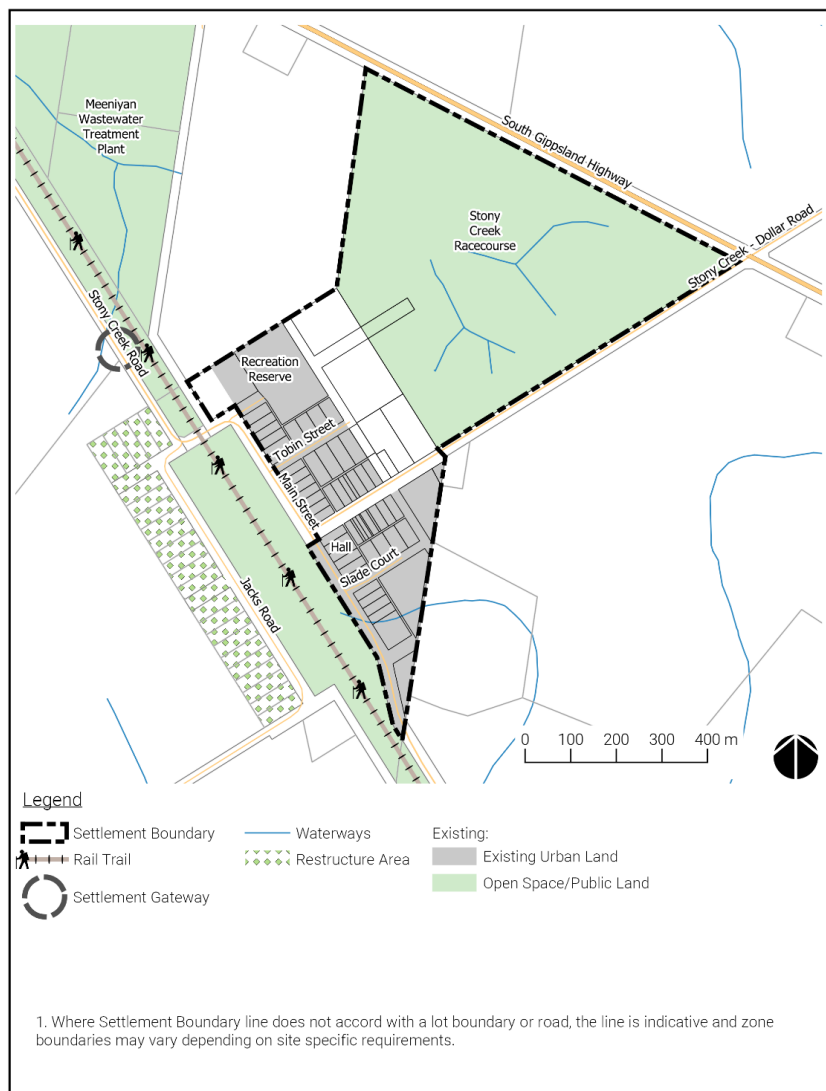 Meeniyan
Wastewater
Treatment
Plant
South Gippsland Highway
Stony
Creek
Racecourse
Stony Creek - Dollar Road
Stony Creek Road
Recreation
Reserve
Tobin Street
Main Street
Hall
Slade Court
Jacks Road
0 100 200 300 400 m
Legend
Settlement Boundary
Waterways
Existing:
Rail Trail
Restructure Area
Existing Urban Land
Settlement Gateway
Open Space/Public Land
1. Where Settlement Boundary line does not accord with a lot boundary or road, the line is indicative and zone
boundaries may vary depending on site specific requirements.